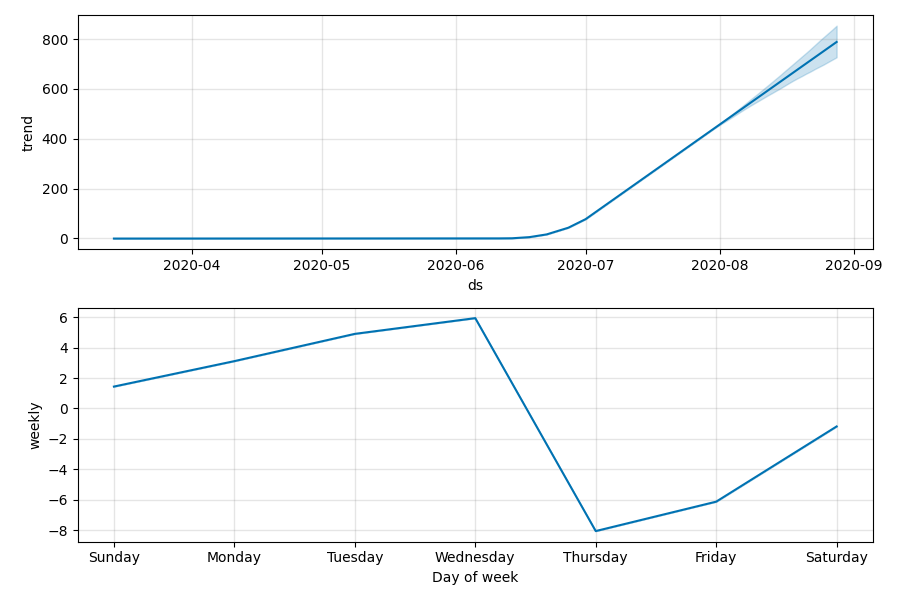 800
600
400
200
0
trend
2020-04 2020-05 2020-06 2020-07 2020-08 2020-09
ds
6
4
2
0
−2
−4
−6
−8
weekly
Sunday Monday Tuesday Wednesday Thursday Friday Saturday
Day of week